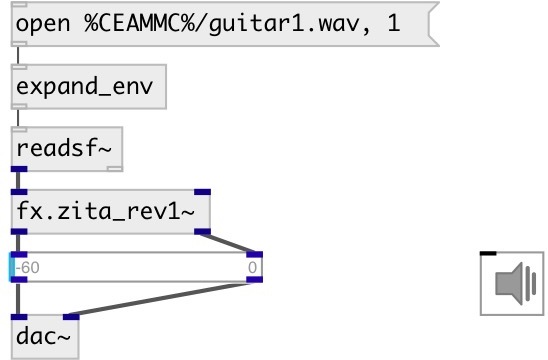 open %CEAMMC%/guitar1.wav, 1
expand_env
readsf~
fx.zita_rev1~
-60 0
dac~